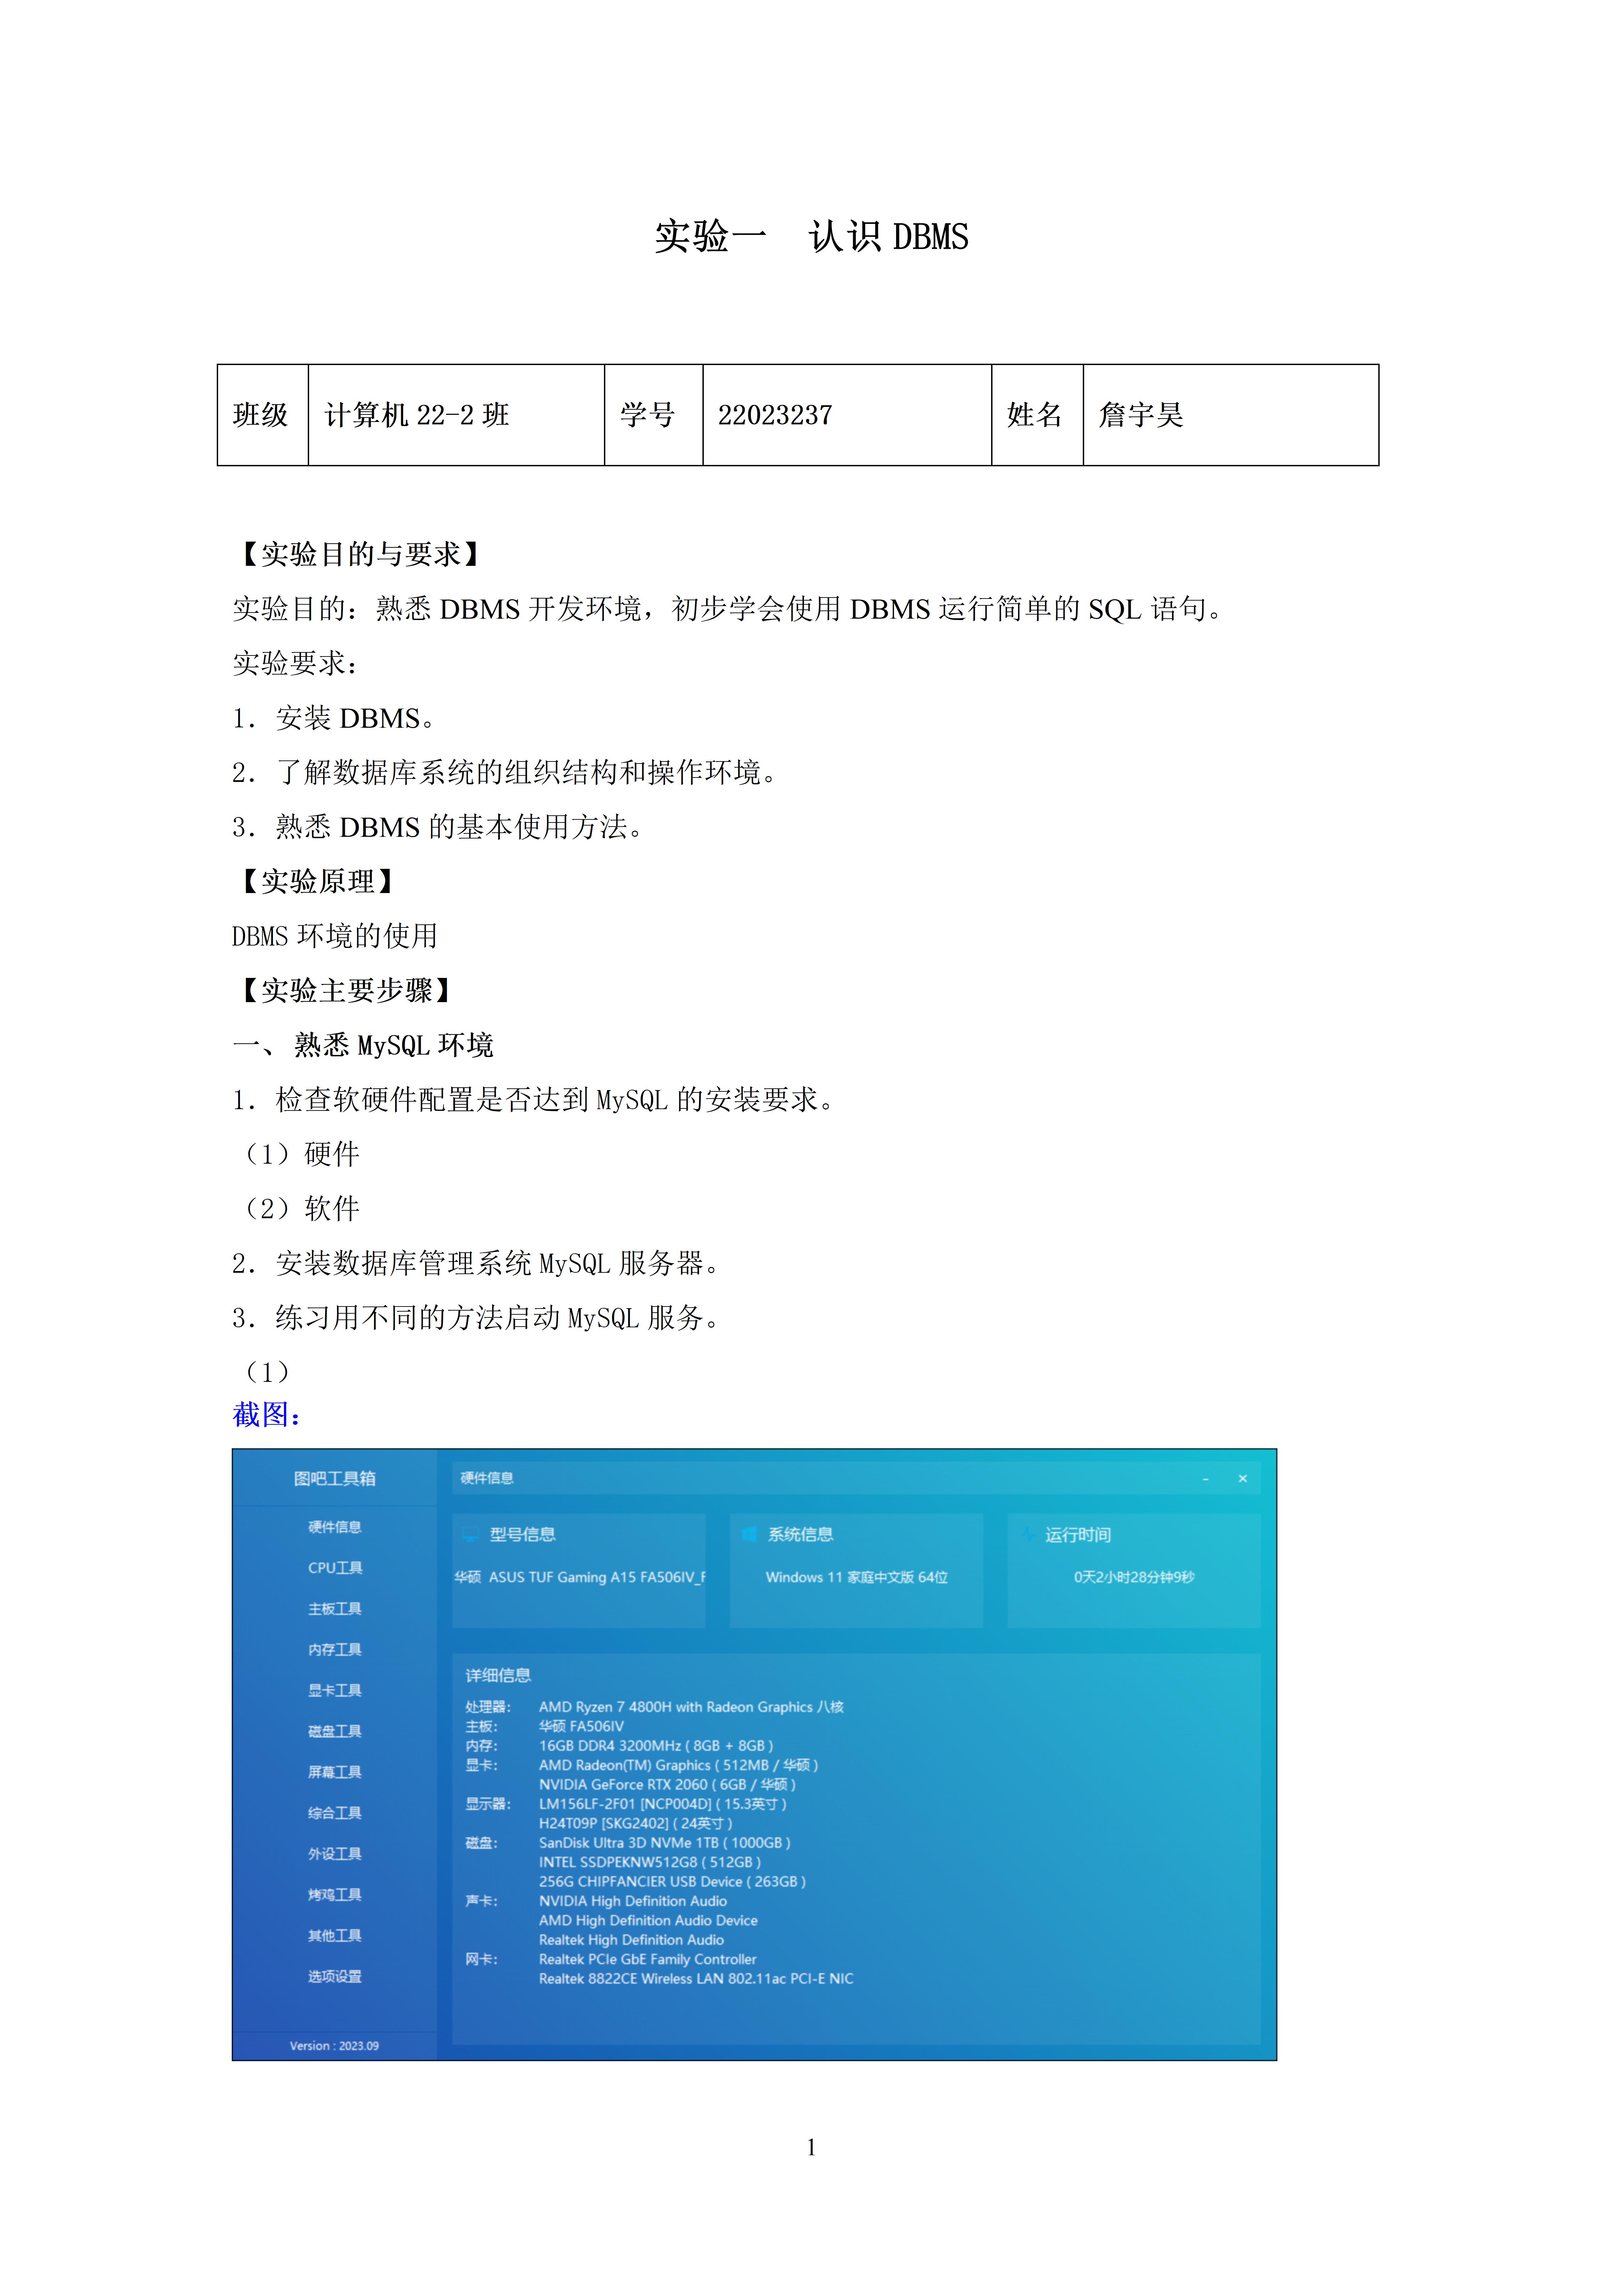 实验一 认识 DBMS
班级 计算机 22-2 班 学号 22023237 姓名 詹宇昊
【实验目的与要求】
实验目的：熟悉 DBMS 开发环境，初步学会使用 DBMS 运行简单的 SQL 语句。
实验要求：
1．安装 DBMS。
2．了解数据库系统的组织结构和操作环境。
3．熟悉 DBMS 的基本使用方法。
【实验原理】
DBMS 环境的使用
【实验主要步骤】
一、 熟悉 MySQL 环境
1．检查软硬件配置是否达到 MySQL 的安装要求。
（1）硬件
（2）软件
2．安装数据库管理系统 MySQL 服务器。
3．练习用不同的方法启动 MySQL 服务。
（1）
截图：
图吧工具箱
硬件信息
CPU工具
主板工具
内存工具
显卡工具
磁盘工具
屏幕工具
综合工具
外设工具
烤鸡工具
其他工具
选项设置
Version : 2023.09
硬件信息 - ×
型号信息
华硕 ASUS TUF Gaming A15 FA506IV_F
系统信息
Windows 11 家庭中文版 64位
运行时间
0天2小时28分钟9秒
详细信息
处理器： AMD Ryzen 7 4800H with Radeon Graphics 八核
主板： 华硕 FA506IV
内存： 16GB DDR4 3200MHz ( 8GB + 8GB )
显卡： AMD Radeon(TM) Graphics ( 512MB / 华硕 )
NVIDIA GeForce RTX 2060 ( 6GB / 华硕 )
显示器： LM156LF-2F01 [NCP004D] ( 15.3英寸 )
H24T09P [SKG2402] ( 24英寸 )
磁盘： SanDisk Ultra 3D NVMe 1TB ( 1000GB )
INTEL SSDPEKNW512G8 ( 512GB )
256G CHIPFANCIER USB Device ( 263GB )
声卡： NVIDIA High Definition Audio
AMD High Definition Audio Device
Realtek High Definition Audio
网卡： Realtek PCIe GbE Family Controller
Realtek 8822CE Wireless LAN 802.11ac PCI-E NIC
1